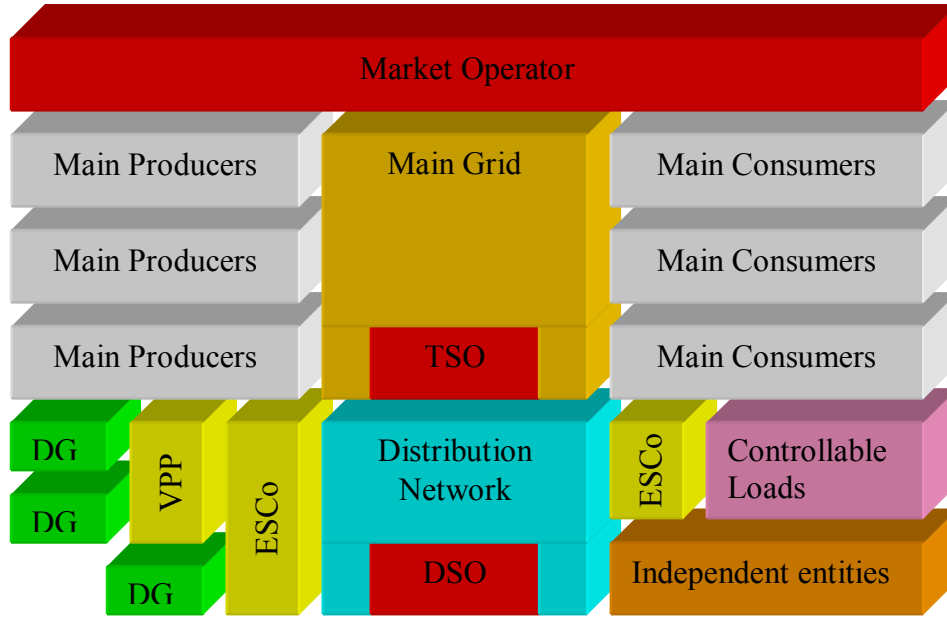 Market Operator
Main Producers
Main Grid
Main Consumers
Main Producers
Main Consumers
Main Producers
TSO
Main Consumers
DG
VPP
ESCo
Distribution
Network
ESCo
Controllable
Loads
DG
DG
DSO
Independent entities